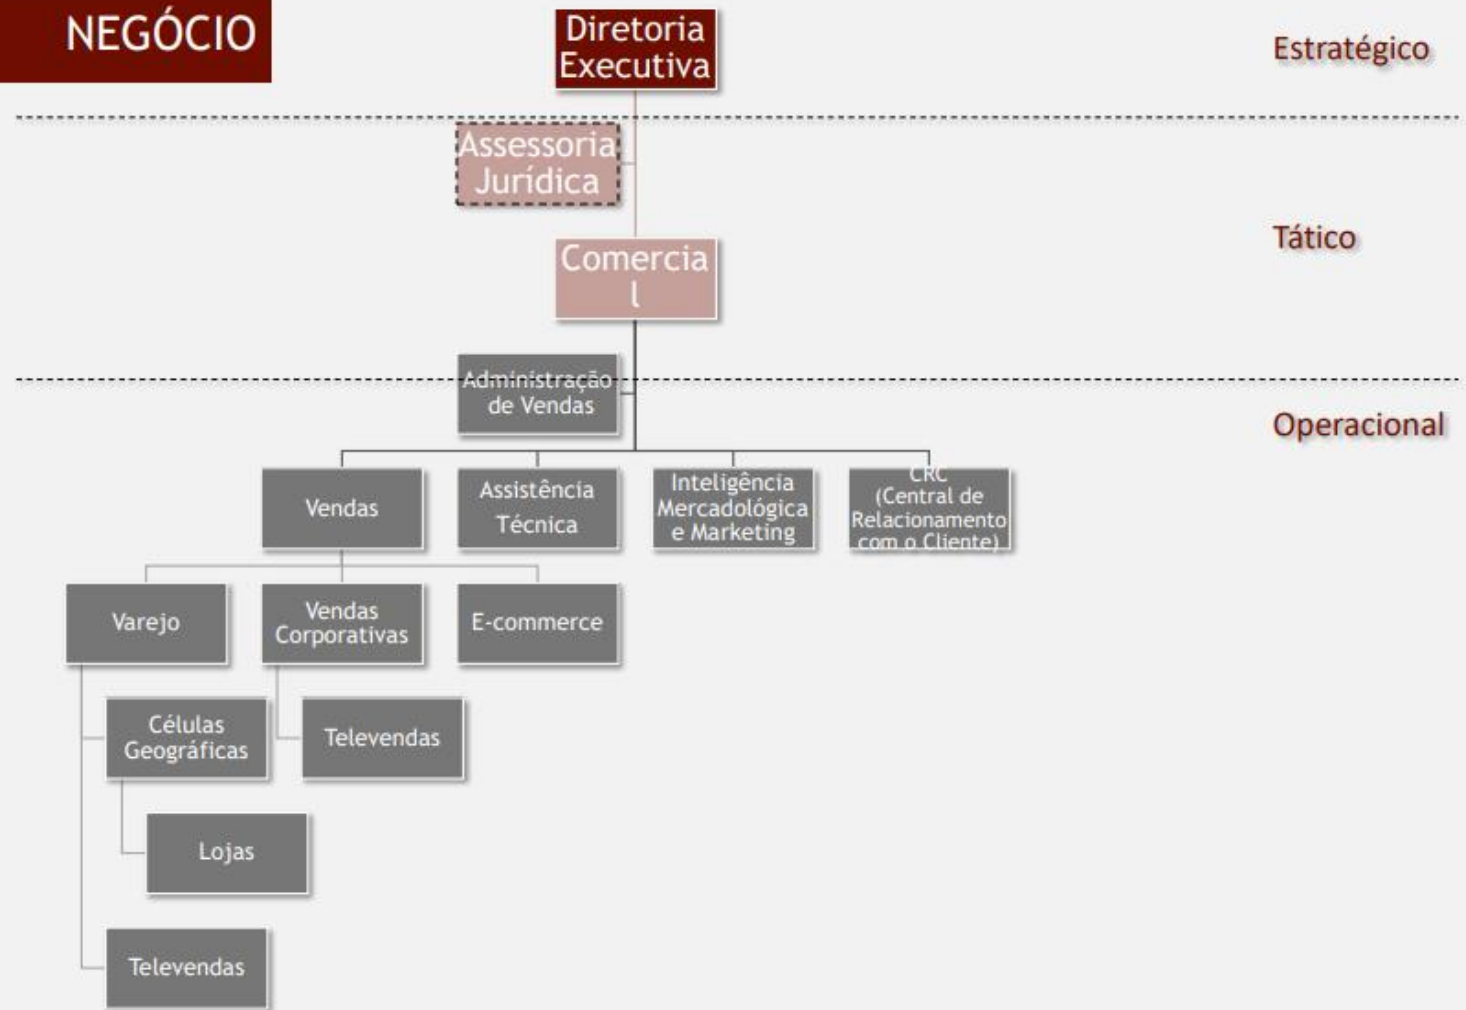 NEGÓCIO
Diretoria
Executiva
Estratégico
Assessoria
Jurídica
Tático
Comercia
l
Administração
de Vendas
Operacional
Vendas
Assistência
Técnica
Inteligência
Mercadológica
e Marketing
CRC
(Central de
Relacionamento
com o Cliente)
Varejo
Vendas
Corporativas
E-commerce
Células
Geográficas
Televendas
Lojas
Televendas